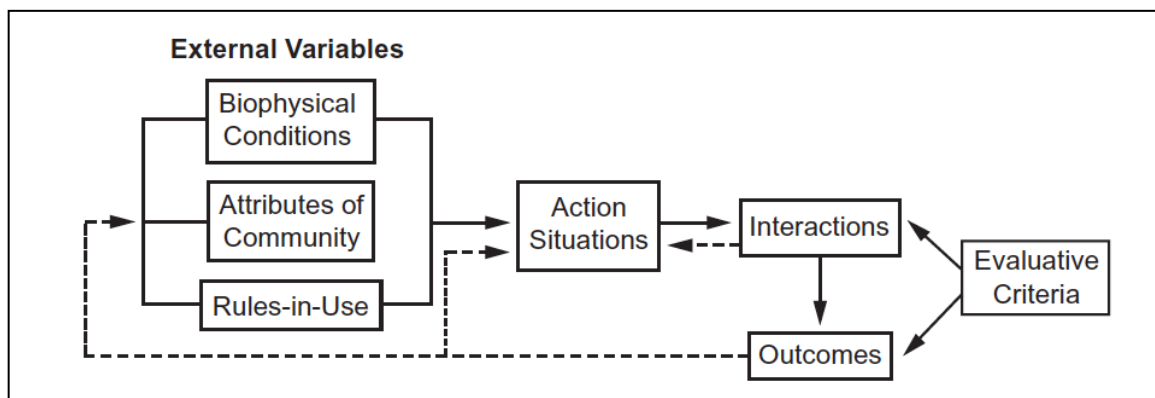 External Variables
Biophysical
Conditions
Attributes of
Community
Rules-in-Use
Action
Situations
Interactions
Outcomes
Evaluative
Criteria